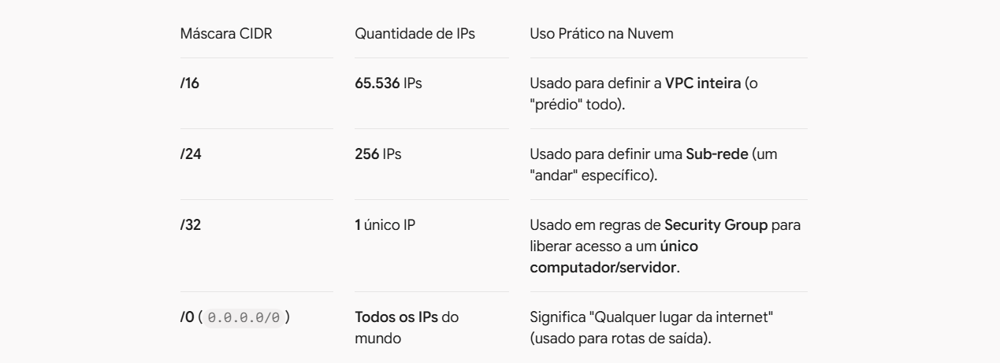 Máscara CIDR
Quantidade de IPs
Uso Prático na Nuvem
/16
65.536 IPs
Usado para definir a VPC inteira (o
"prédio" todo).
/24
256 IPs
Usado para definir uma Sub-rede (um
"andar" específico).
/32
1 único IP
Usado em regras de Security Group para
liberar acesso a um único
computador/servidor.
/0 ( 0.0.0.0/0 )
Todos os IPs do
mundo
Significa "Qualquer lugar da internet"
(usado para rotas de saída).